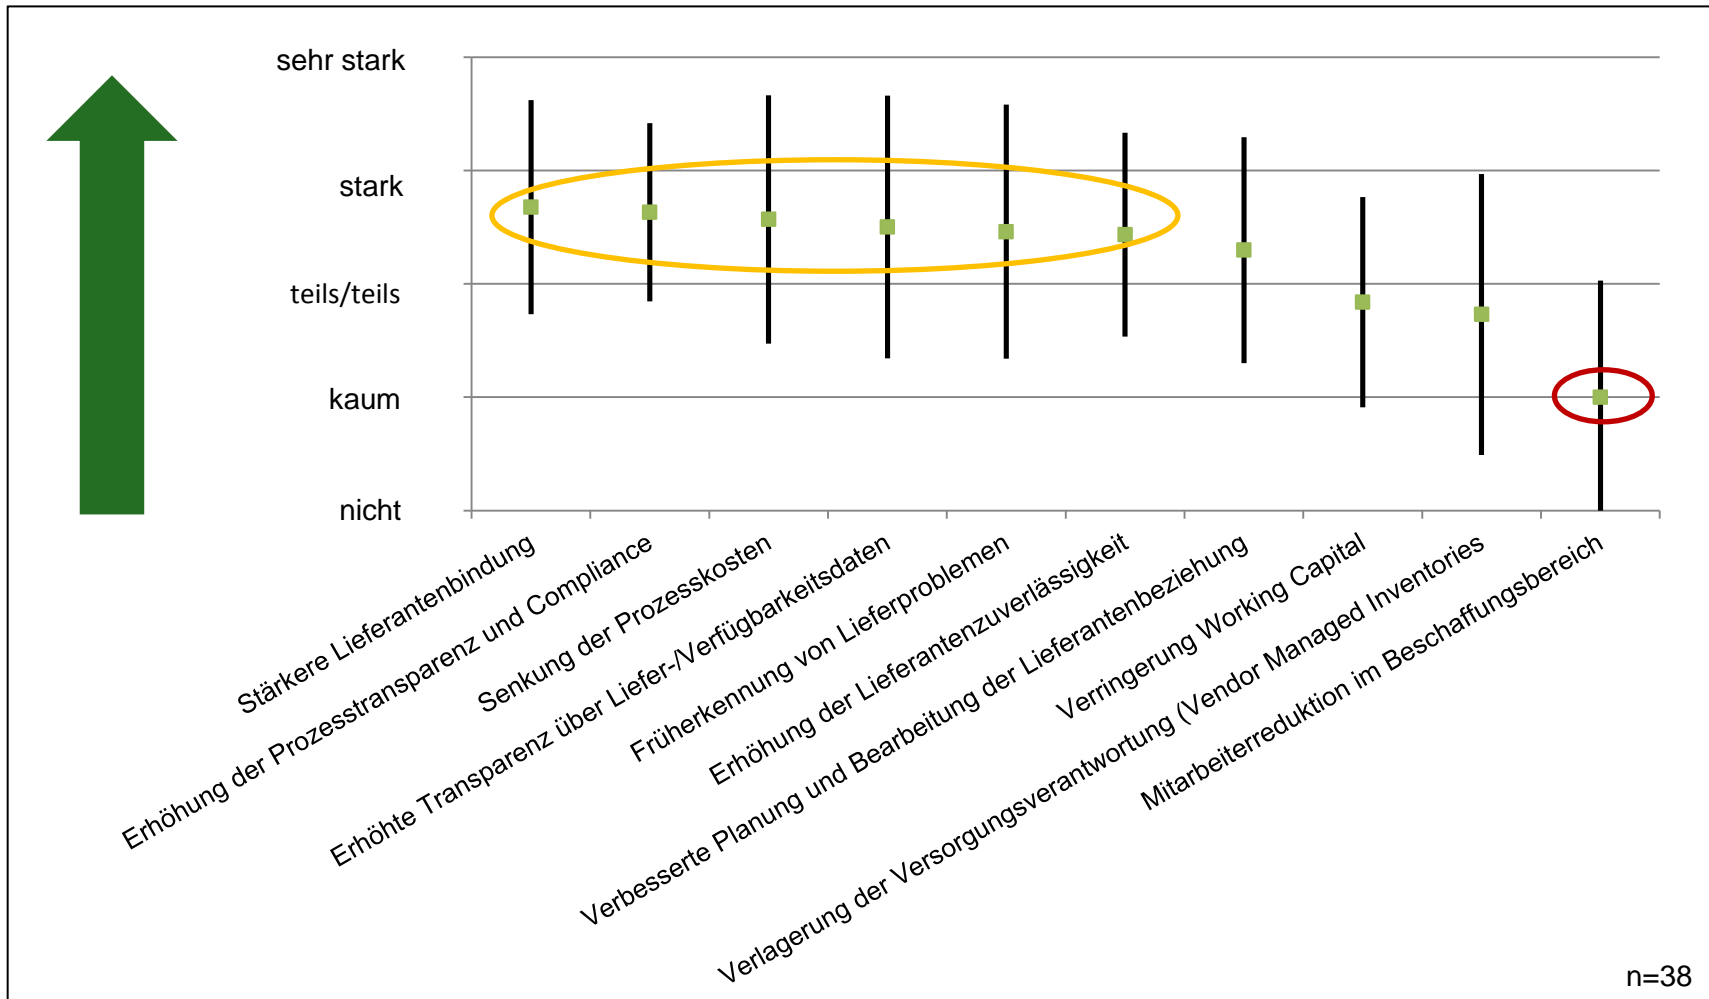 sehr stark
stark
teils/teils
kaum
nicht
Stärkere Lieferantenbindung
Erhöhung der Prozesstransparenz und Compliance
Senkung der Prozesskosten
Erhöhte Transparenz über Liefer-/Verfügbarkeitsdaten
Früherkennung von Lieferproblemen
Erhöhung der Lieferantenzuverlässigkeit
Verbesserte Planung und Bearbeitung der Lieferantenbeziehung
Verringerung Working Capital
Verlagerung der Versorgungsverantwortung (Vendor Managed Inventories
Mitarbeiterreduktion im Beschaffungsbereich
n=38